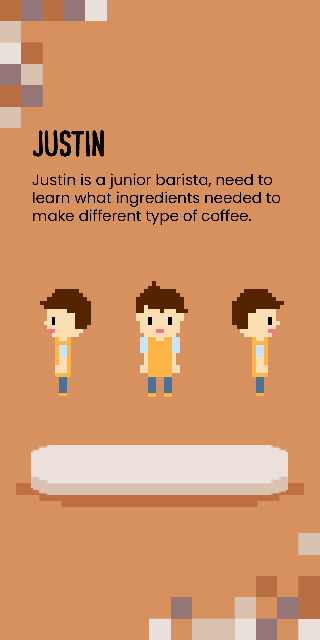 JUSTIN
Justin is a junior barista, need to
learn what ingredients needed to
make different type of coffee.